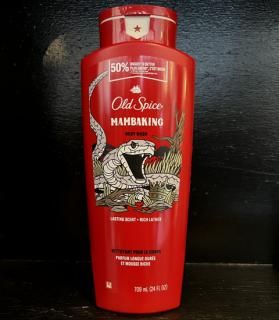 50%
Old Spice
MAMBAKING
BODY WASH
LASTING SCENT • RICH LATHER
NETTOYANT POUR LE CORPS
PARFUM LONGUE DURÉE
ET MOUSSE RICHE
709 mL (24 FL OZ)